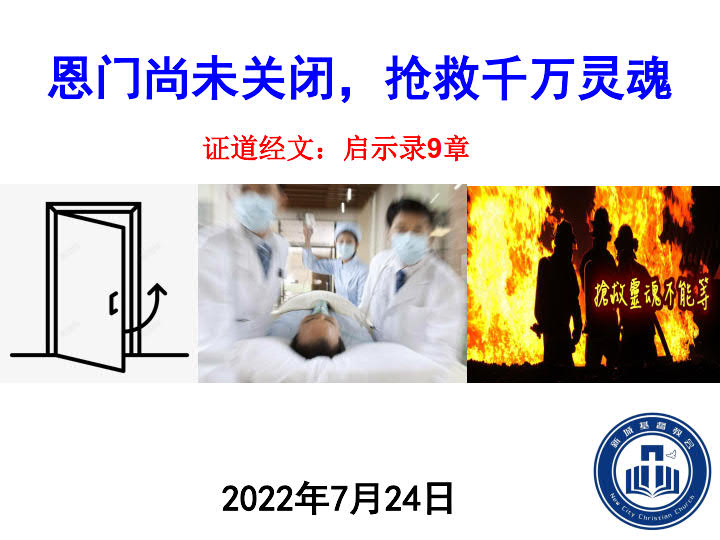 恩门尚未关闭，抢救千万灵魂
证道经文：启示录9章
搶救靈魂不能等
新城基督教会
New City Christian Church
2022年7月24日